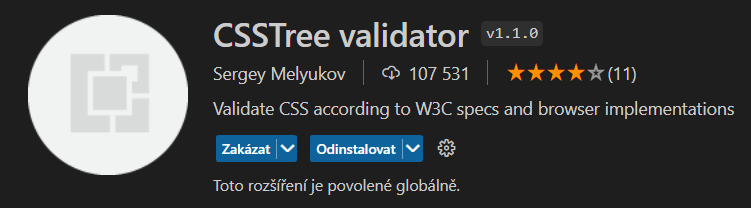 CSSTree validator v1.1.0
Sergey Melyukov 107 531 (11)
Validate CSS according to W3C specs and browser implementations
Zakázat Odinstalovat
Toto rozšíření je povolené globálně.